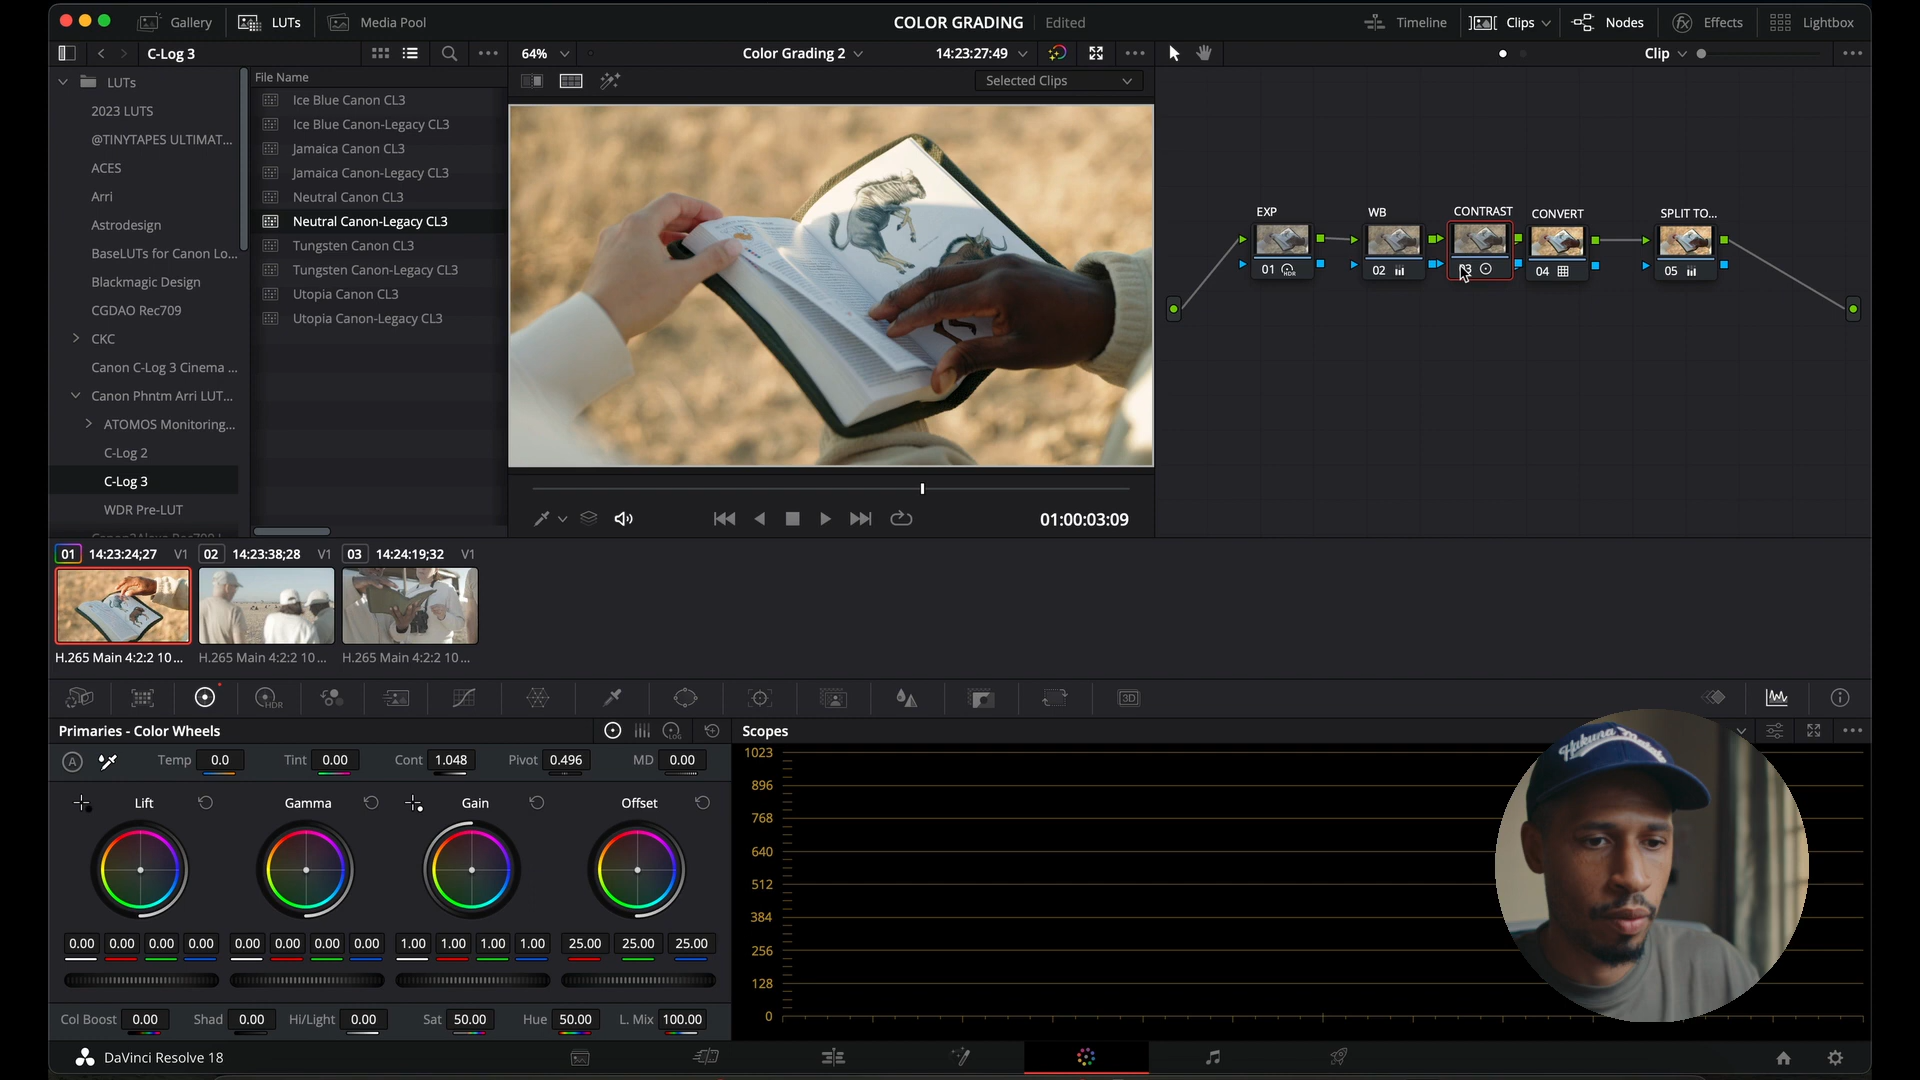 Gallery LUTs Media Pool COLOR GRADING Edited Timeline Clips Nodes Effects Lightbox
C-Log 3 64% Color Grading 2 14:23:27:49 Clip
Selected Clips
LUTs
2023 LUTS
@TINYTAPES ULTIMAT...
ACES
Arri
Astrodesign
BaseLUTs for Canon Lo...
Blackmagic Design
CGDAO Rec709
CKC
Canon C-Log 3 Cinema ...
Canon Phntm Arri LUT...
ATOMOS Monitoring...
C-Log 2
C-Log 3
WDR Pre-LUT
File Name
Ice Blue Canon CL3
Ice Blue Canon-Legacy CL3
Jamaica Canon CL3
Jamaica Canon-Legacy CL3
Neutral Canon CL3
Neutral Canon-Legacy CL3
Tungsten Canon CL3
Tungsten Canon-Legacy CL3
Utopia Canon CL3
Utopia Canon-Legacy CL3
EXP WB CONTRAST CONVERT SPLIT TO...
01 HDR 02 04 05
01:00:03:09
01 14:23:24;27 V1 02 14:23:38;28 V1 03 14:24:19;32 V1
H.265 Main 4:2:2 10 ... H.265 Main 4:2:2 10 ... H.265 Main 4:2:2 10 ...
HDR 3D
Primaries - Color Wheels LOG
A Temp 0.0 Tint 0.00 Cont 1.048 Pivot 0.496 MD 0.00
Lift Gamma Gain Offset
0.00 0.00 0.00 0.00 0.00 0.00 0.00 0.00 1.00 1.00 1.00 1.00 25.00 25.00 25.00
Col Boost 0.00 Shad 0.00 Hi/Light 0.00 Sat 50.00 Hue 50.00 L. Mix 100.00
Scopes
1023
896
768
640
512
384
256
128
0
Hakuna Matata
DaVinci Resolve 18